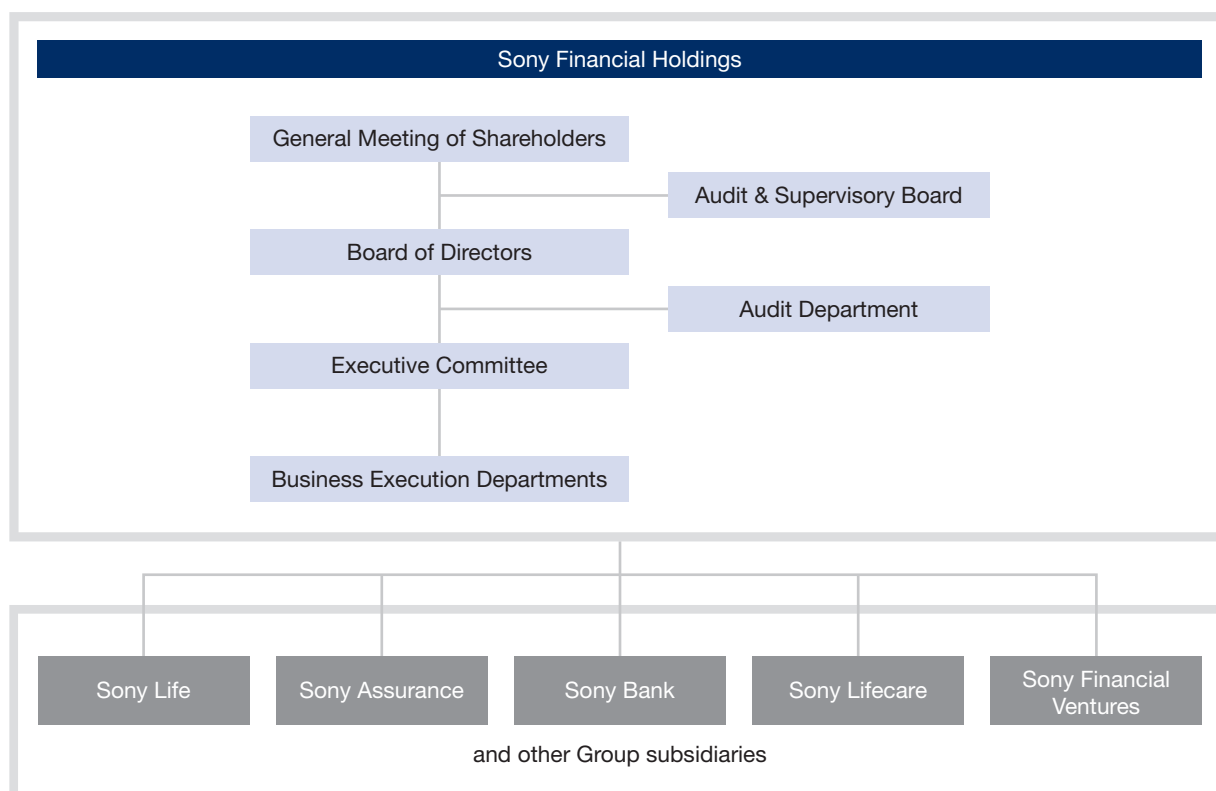 Sony Financial Holdings
General Meeting of Shareholders
Audit & Supervisory Board
Board of Directors
Audit Department
Executive Committee
Business Execution Departments
Sony Life
Sony Assurance
Sony Bank
Sony Lifecare
Sony Financial
Ventures
and other Group subsidiaries